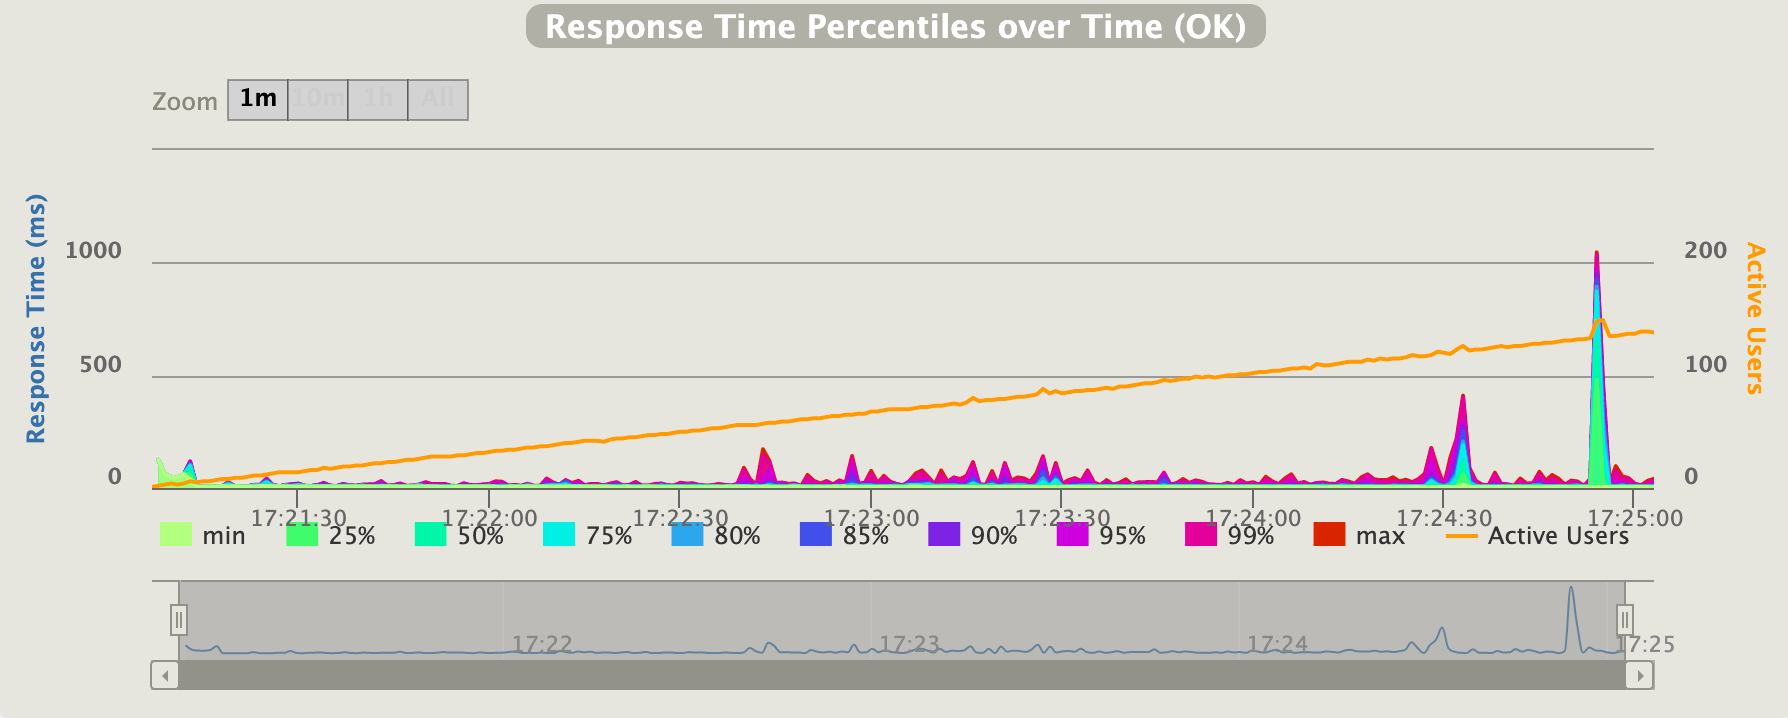 Response Time Percentiles over Time (OK)
Zoom 1m 10m 1h All
Response Time (ms)
1000
500
0
Active Users
200
100
0
17:21:30 17:22:00 17:22:30 17:23:00 17:23:30 17:24:00 17:24:30 17:25:00
min 25% 50% 75% 80% 85% 90% 95% 99% max Active Users
17:22 17:23 17:24 17:25